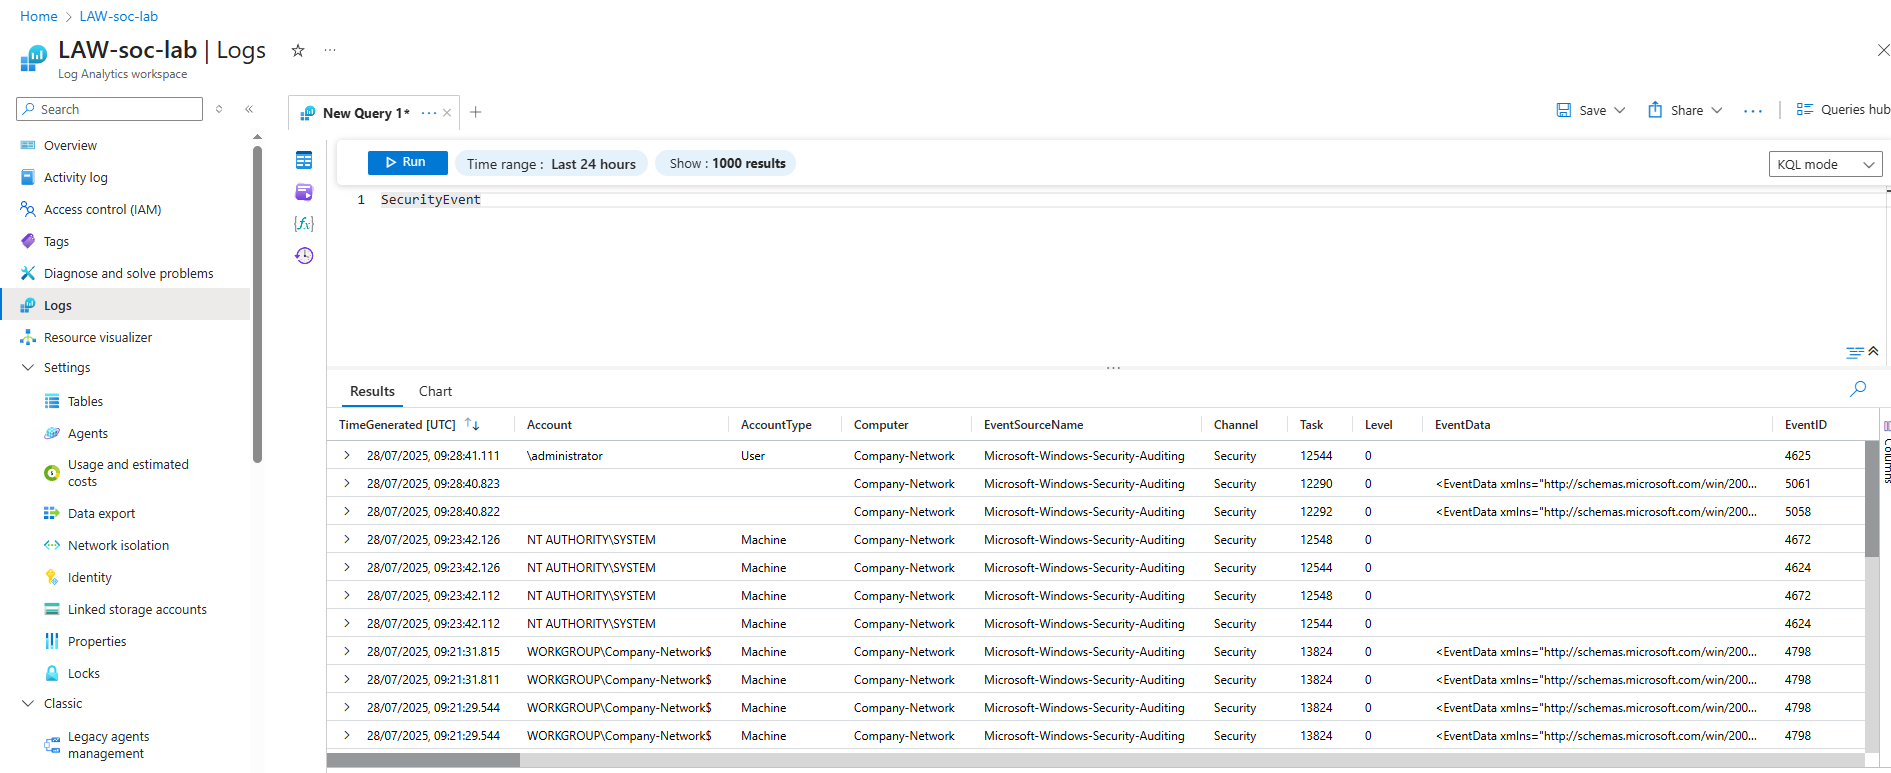 Home > LAW-soc-lab
LAW-soc-lab | Logs
Log Analytics workspace
Search
Overview
Activity log
Access control (IAM)
Tags
Diagnose and solve problems
Logs
Resource visualizer
Settings
Tables
Agents
Usage and estimated
costs
Data export
Network isolation
Identity
Linked storage accounts
Properties
Locks
Classic
Legacy agents
management
New Query 1*
Save Share Queries hub
Run Time range : Last 24 hours Show : 1000 results KQL mode
{fx}
1 SecurityEvent
Results Chart
TimeGenerated [UTC] Account AccountType Computer EventSourceName Channel Task Level EventData EventID
28/07/2025, 09:28:41.111 \administrator User Company-Network Microsoft-Windows-Security-Auditing Security 12544 0 4625
28/07/2025, 09:28:40.823 Company-Network Microsoft-Windows-Security-Auditing Security 12290 0 <EventData xmlns="http://schemas.microsoft.com/win/200... 5061
28/07/2025, 09:28:40.822 Company-Network Microsoft-Windows-Security-Auditing Security 12292 0 <EventData xmlns="http://schemas.microsoft.com/win/200... 5058
28/07/2025, 09:23:42.126 NT AUTHORITY\SYSTEM Machine Company-Network Microsoft-Windows-Security-Auditing Security 12548 0 4672
28/07/2025, 09:23:42.126 NT AUTHORITY\SYSTEM Machine Company-Network Microsoft-Windows-Security-Auditing Security 12544 0 4624
28/07/2025, 09:23:42.112 NT AUTHORITY\SYSTEM Machine Company-Network Microsoft-Windows-Security-Auditing Security 12548 0 4672
28/07/2025, 09:23:42.112 NT AUTHORITY\SYSTEM Machine Company-Network Microsoft-Windows-Security-Auditing Security 12544 0 4624
28/07/2025, 09:21:31.815 WORKGROUP\Company-Network$ Machine Company-Network Microsoft-Windows-Security-Auditing Security 13824 0 <EventData xmlns="http://schemas.microsoft.com/win/200... 4798
28/07/2025, 09:21:31.811 WORKGROUP\Company-Network$ Machine Company-Network Microsoft-Windows-Security-Auditing Security 13824 0 <EventData xmlns="http://schemas.microsoft.com/win/200... 4798
28/07/2025, 09:21:29.544 WORKGROUP\Company-Network$ Machine Company-Network Microsoft-Windows-Security-Auditing Security 13824 0 <EventData xmlns="http://schemas.microsoft.com/win/200... 4798
28/07/2025, 09:21:29.544 WORKGROUP\Company-Network$ Machine Company-Network Microsoft-Windows-Security-Auditing Security 13824 0 <EventData xmlns="http://schemas.microsoft.com/win/200... 4798
Columns